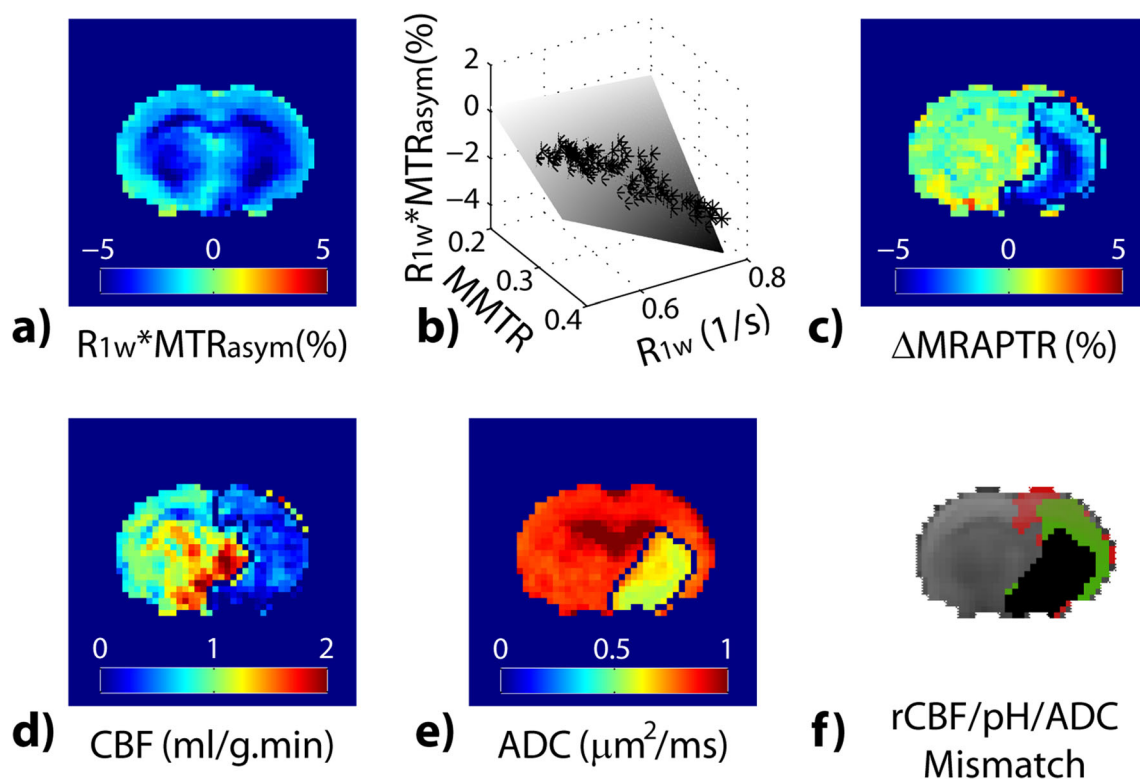 −5 0 5
a)
R1w*MTRasym(%)
2
0
−2
−4
R1w*MTRasym(%)
0.2
0.3
0.4
MMTR
0.6
0.8
R1w (1/s)
b)
−5 0 5
c)
ΔMRAPTR (%)
0 1 2
d)
CBF (ml/g.min)
0 0.5 1
e)
ADC (μm²/ms)
f)
rCBF/pH/ADC
Mismatch